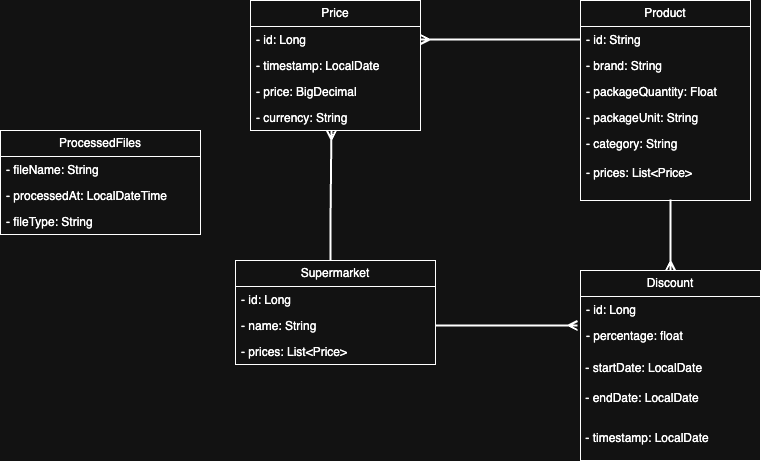 Price
- id: Long
- timestamp: LocalDate
- price: BigDecimal
- currency: String
Product
- id: String
- brand: String
- packageQuantity: Float
- packageUnit: String
- category: String
- prices: List<Price>
ProcessedFiles
- fileName: String
- processedAt: LocalDateTime
- fileType: String
Supermarket
- id: Long
- name: String
- prices: List<Price>
Discount
- id: Long
- percentage: float
- startDate: LocalDate
- endDate: LocalDate
- timestamp: LocalDate